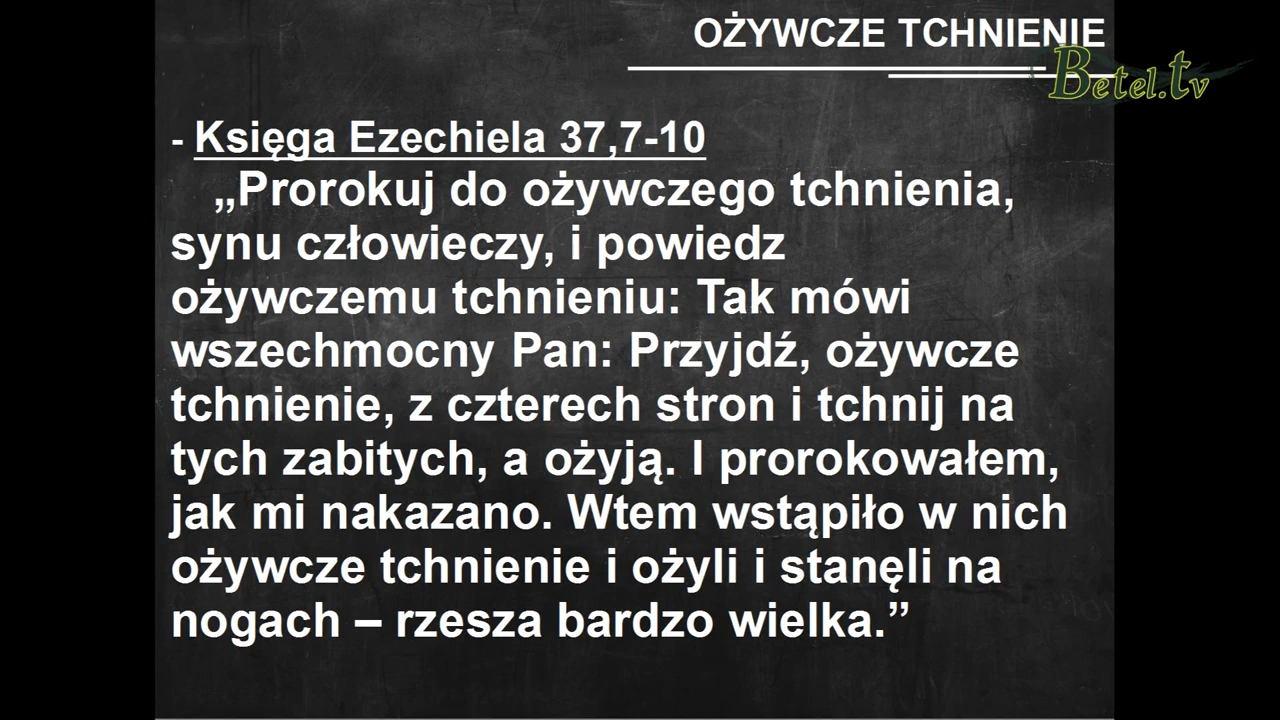 OŻYWCZE TCHNIENIE
Betel.tv
- Księga Ezechiela 37,7-10
„Prorokuj do ożywczego tchnienia,
synu człowieczy, i powiedz
ożywczemu tchnieniu: Tak mówi
wszechmocny Pan: Przyjdź, ożywcze
tchnienie, z czterech stron i tchnij na
tych zabitych, a ożyją. I prorokowałem,
jak mi nakazano. Wtem wstąpiło w nich
ożywcze tchnienie i ożyli i stanęli na
nogach – rzesza bardzo wielka.”